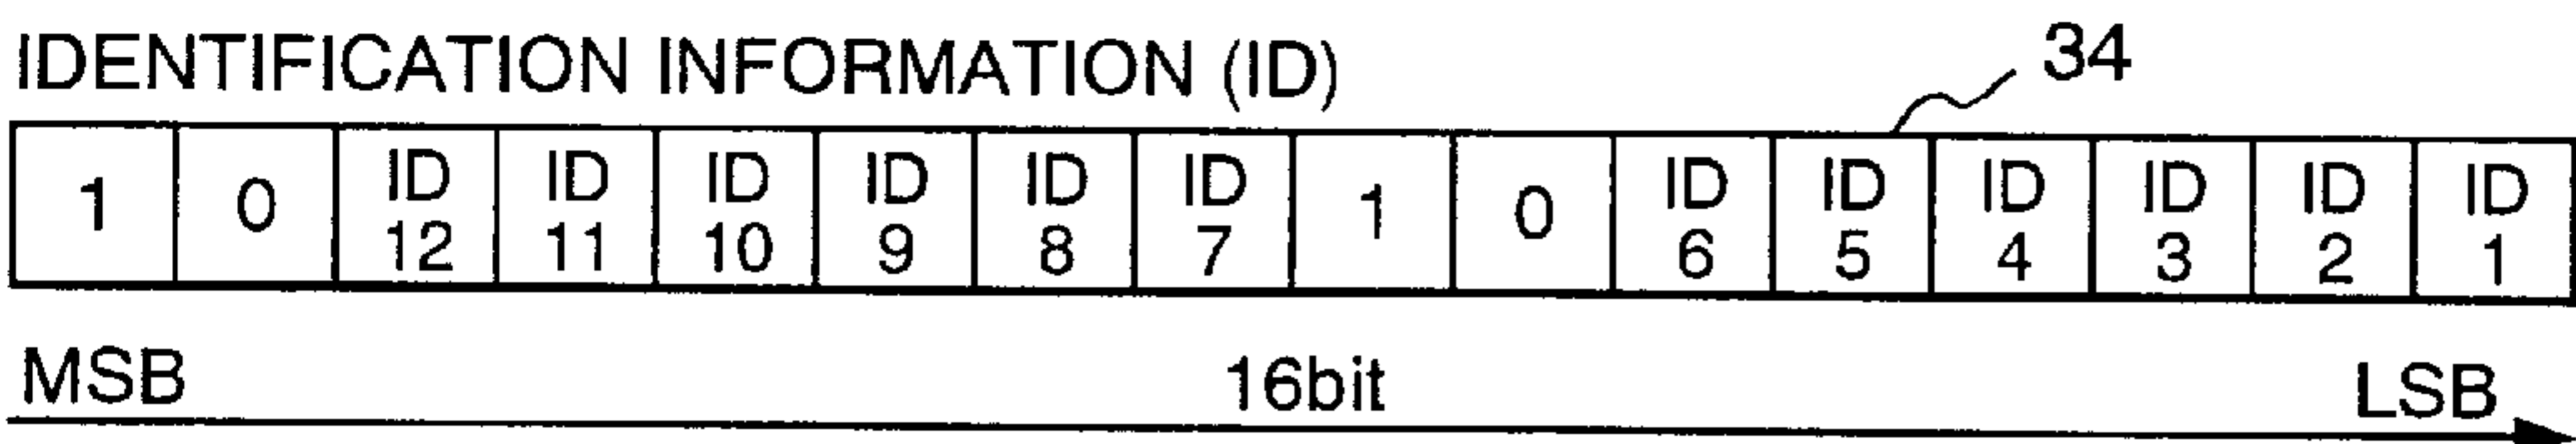 IDENTIFICATION INFORMATION (ID) 34
1 0 ID 12 ID 11 ID 10 ID 9 ID 8 ID 7 1 0 ID 6 ID 5 ID 4 ID 3 ID 2 ID 1
MSB 16bit LSB